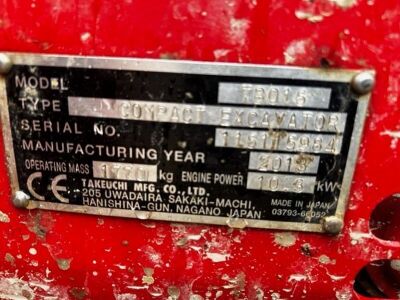 MODEL TB016
TYPE COMPACT EXCAVATOR
SERIAL NO.
MANUFACTURING YEAR 2013
OPERATING MASS kg ENGINE POWER 10.3 kW
CE TAKEUCHI MFG. CO., LTD. MADE IN JAPAN
205 UWADAIRA SAKAKI-MACHI,
HANISHINA-GUN, NAGANO JAPAN